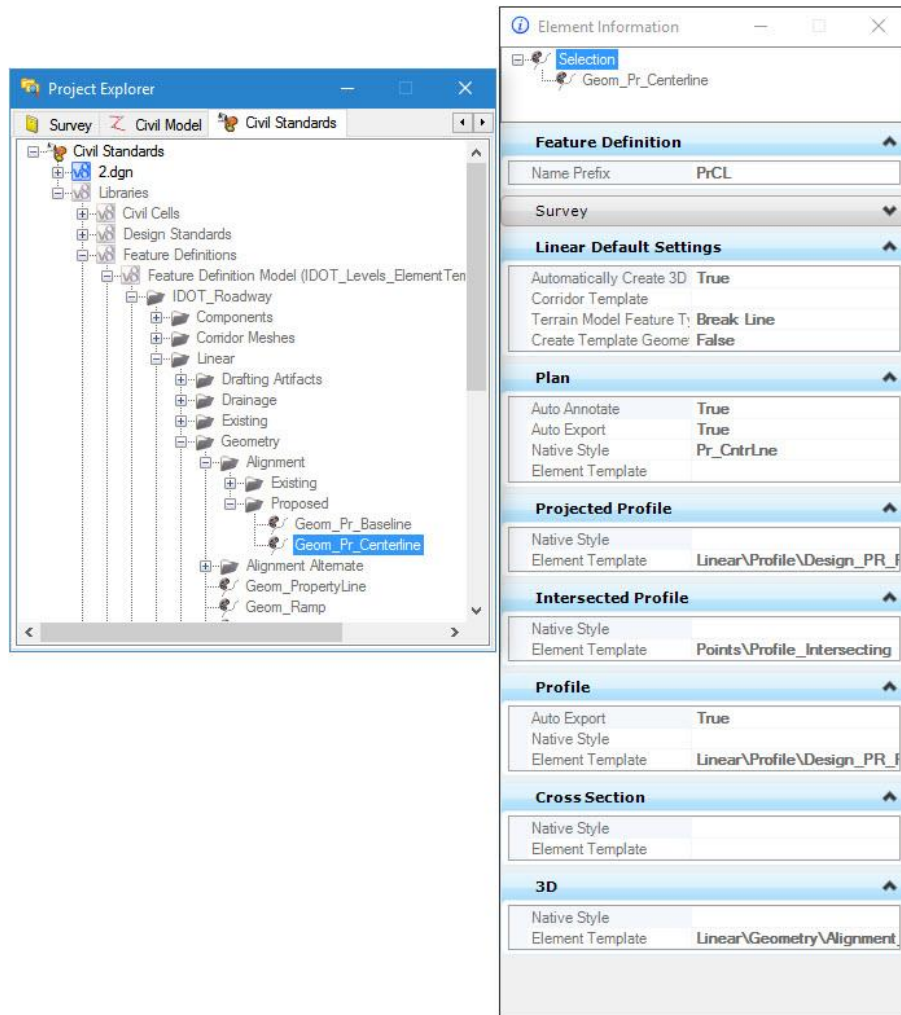 Project Explorer
Survey Civil Model Civil Standards
Civil Standards
2.dgn
Libraries
Civil Cells
Design Standards
Feature Definitions
Feature Definition Model (IDOT_Levels_ElementTem
IDOT_Roadway
Components
Corridor Meshes
Linear
Drafting Artifacts
Drainage
Existing
Geometry
Alignment
Existing
Proposed
Geom_Pr_Baseline
Geom_Pr_Centerline
Alignment Alternate
Geom_PropertyLine
Geom_Ramp
Element Information
Selection
Geom_Pr_Centerline
Feature Definition
Name Prefix PrCL
Survey
Linear Default Settings
Automatically Create 3D True
Corridor Template
Terrain Model Feature Ty Break Line
Create Template Geome False
Plan
Auto Annotate True
Auto Export True
Native Style Pr_CntrLne
Element Template
Projected Profile
Native Style
Element Template Linear\Profile\Design_PR_P
Intersected Profile
Native Style
Element Template Points\Profile_Intersecting
Profile
Auto Export True
Native Style
Element Template Linear\Profile\Design_PR_P
Cross Section
Native Style
Element Template
3D
Native Style
Element Template Linear\Geometry\Alignment_